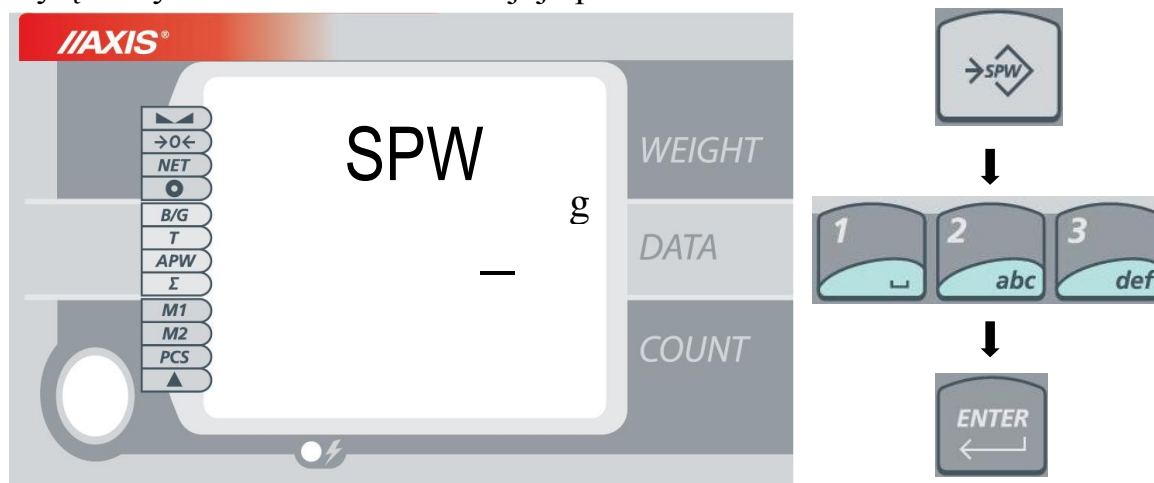 //AXIS®
SPW
g
_
→0←
NET
B/G
T
APW
Σ
M1
M2
PCS
WEIGHT
DATA
COUNT
→SPW
1
2 abc
3 def
ENTER